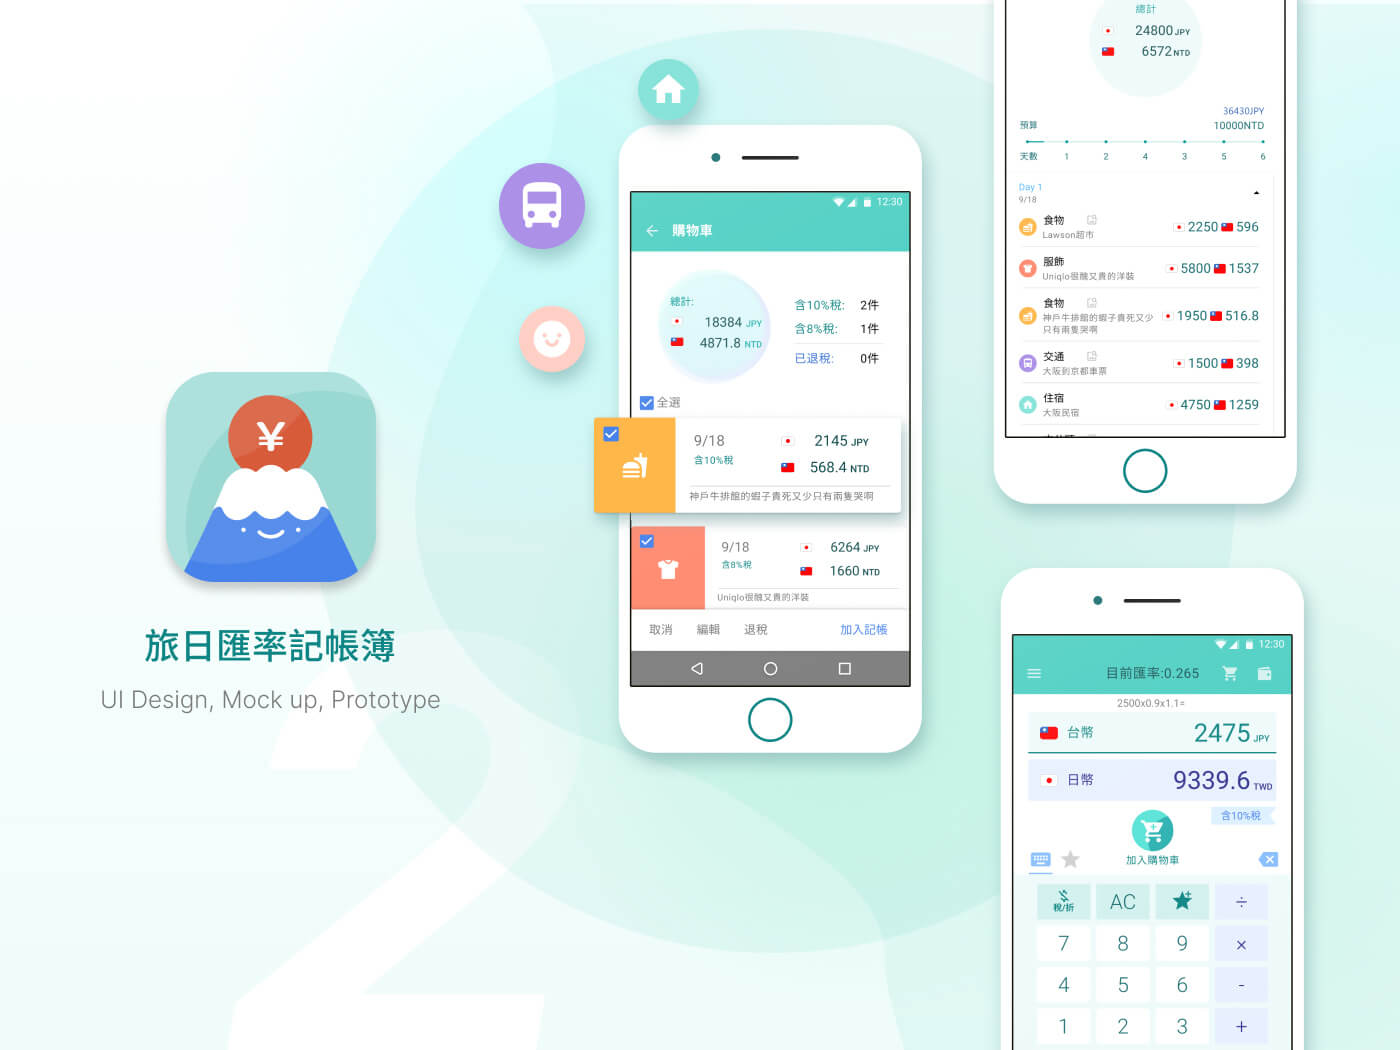 ¥
旅日匯率記帳簿
UI Design, Mock up, Prototype
12:30
購物車
總計:
18384 JPY
4871.8 NTD
含10%稅: 2件
含8%稅: 1件
已退稅: 0件
全選
9/18
2145 JPY
含10%稅
568.4 NTD
神戶牛排館的蝦子貴死又少只有兩隻哭啊
9/18
6264 JPY
含8%稅
1660 NTD
Uniqlo很醜又貴的洋裝
取消 編輯 退稅 加入記帳
總計
24800 JPY
6572 NTD
36430JPY
預算 10000NTD
天數 1 2 4 3 5 6
Day 1
9/18
食物
Lawson超市
2250 596
服飾
Uniqlo很醜又貴的洋裝
5800 1537
食物
神戶牛排館的蝦子貴死又少
只有兩隻哭啊
1950 516.8
交通
大阪到京都車票
1500 398
住宿
大阪民宿
4750 1259
12:30
目前匯率:0.265
2500x0.9x1.1=
台幣 2475 JPY
日幣 9339.6 TWD
含10%稅
加入購物車
稅/折 AC ÷
7 8 9 ×
4 5 6 -
1 2 3 +
2